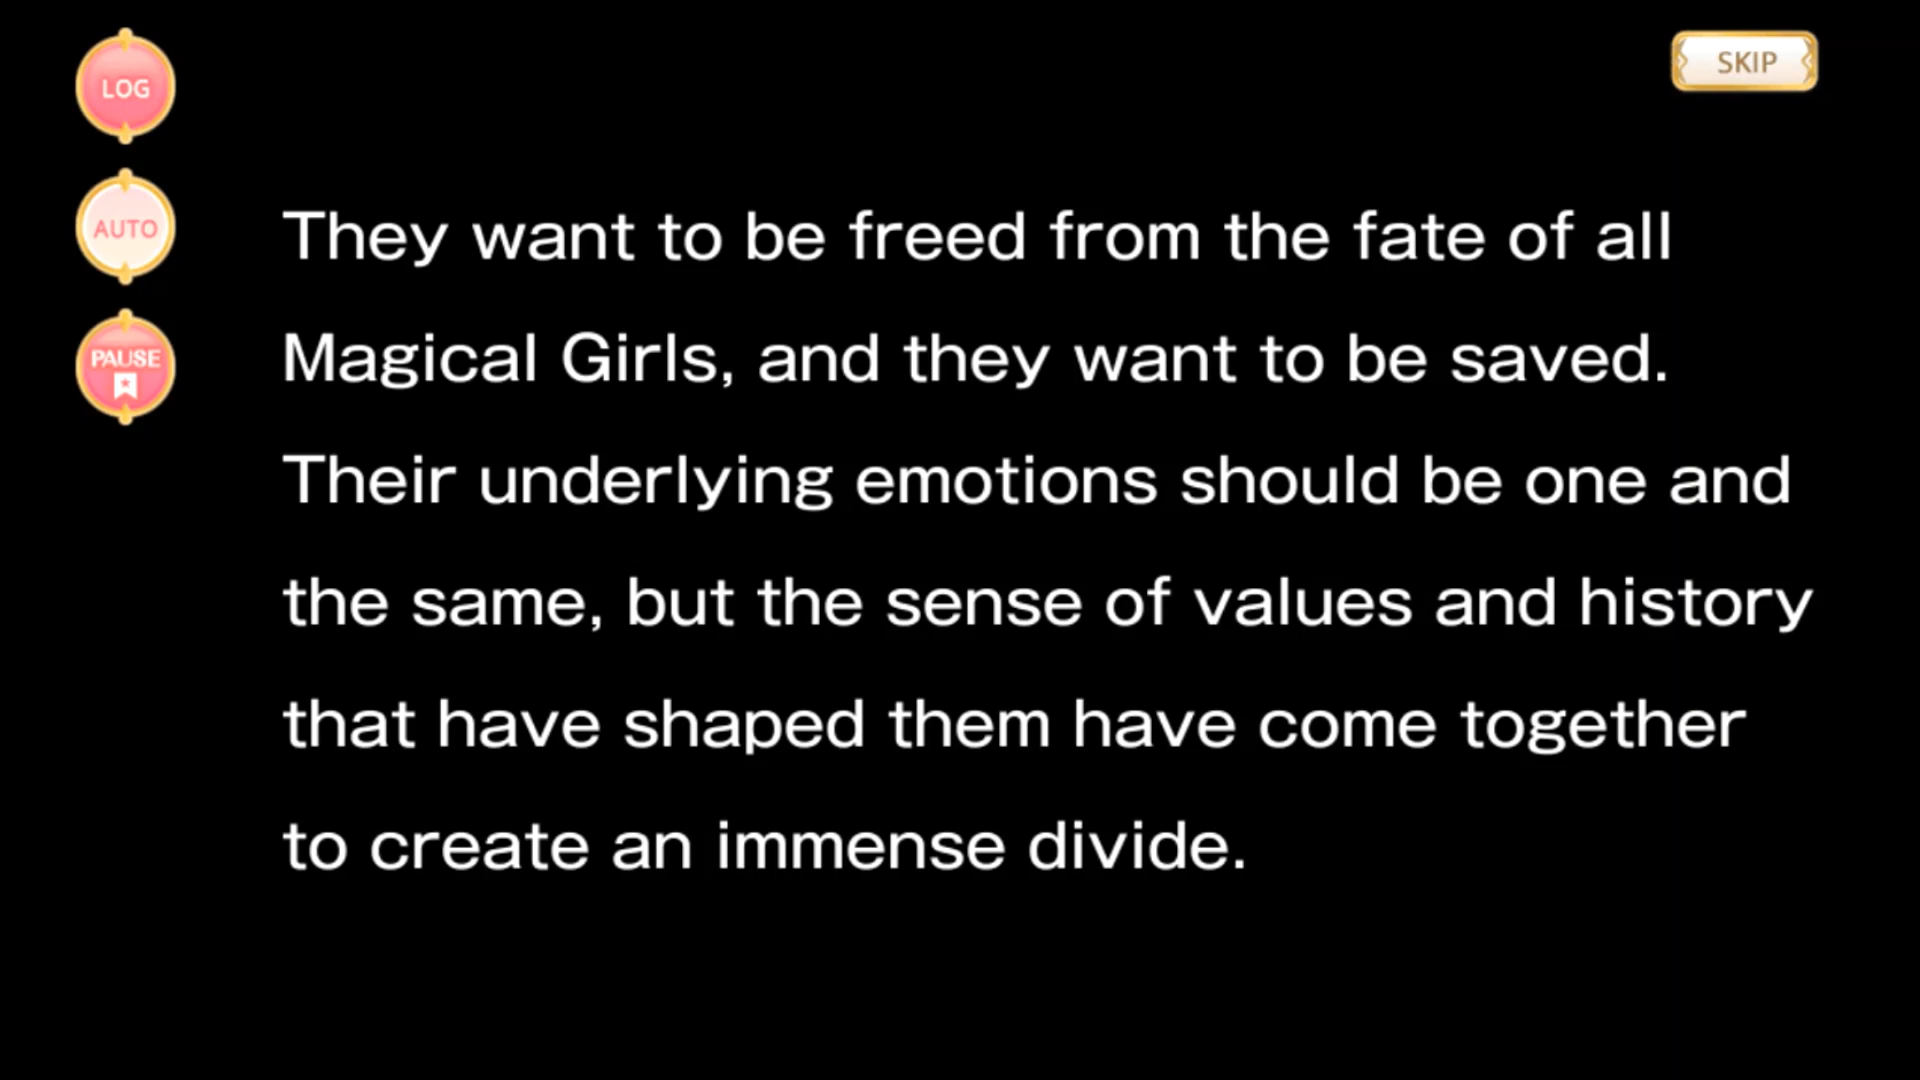 LOG
SKIP
AUTO
PAUSE
They want to be freed from the fate of all
Magical Girls, and they want to be saved.
Their underlying emotions should be one and
the same, but the sense of values and history
that have shaped them have come together
to create an immense divide.